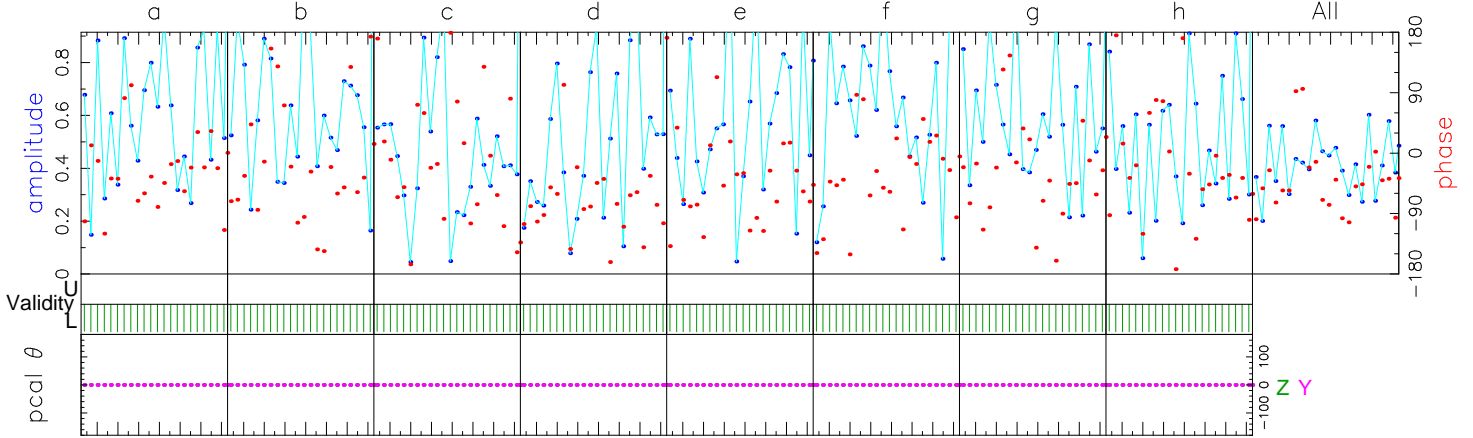 a b c d e f g h All
amplitude
0 0.2 0.4 0.6 0.8
phase
180 90 0 −90 −180
Validity
U
L
pcal θ
100 0 −100
Z Y